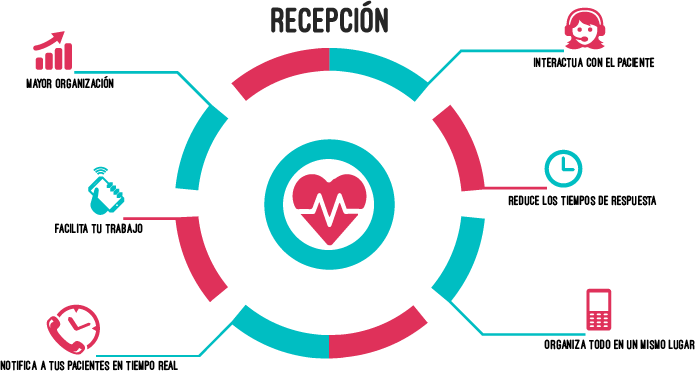 RECEPCIÓN
INTERACTUA CON EL PACIENTE
MAYOR ORGANIZACIÓN
REDUCE LOS TIEMPOS DE RESPUESTA
FACILITA TU TRABAJO
ORGANIZA TODO EN UN MISMO LUGAR
NOTIFICA A TUS PACIENTES EN TIEMPO REAL